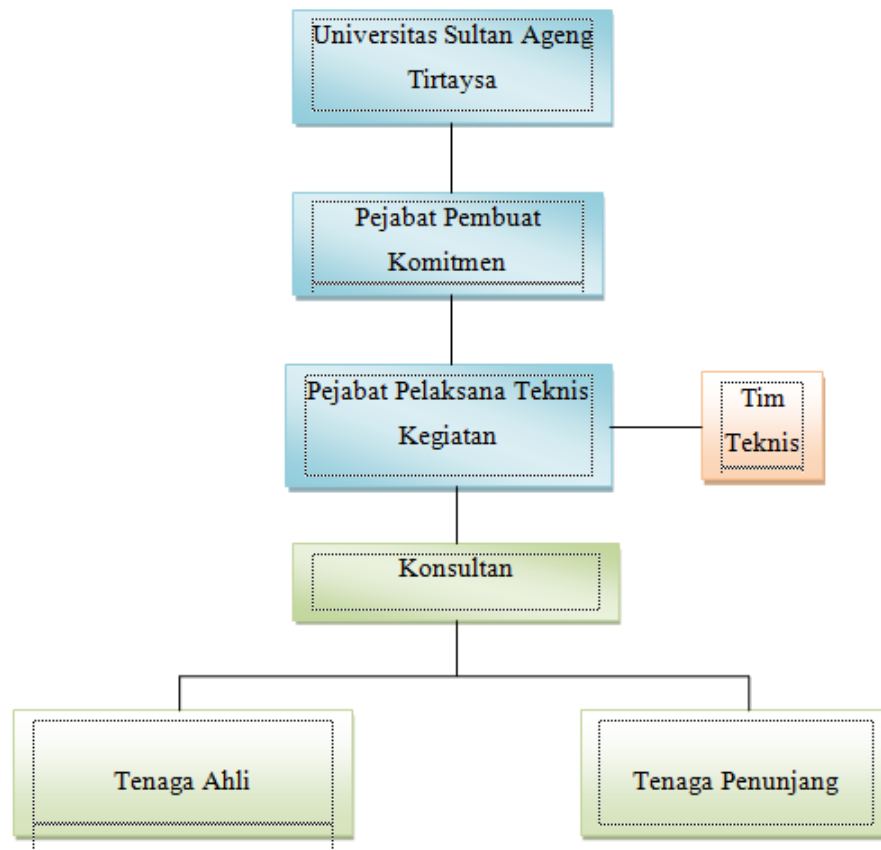 Universitas Sultan Ageng
Tirtaysa
Pejabat Pembuat
Komitmen
Pejabat Pelaksana Teknis
Kegiatan
Tim
Teknis
Konsultan
Tenaga Ahli
Tenaga Penunjang